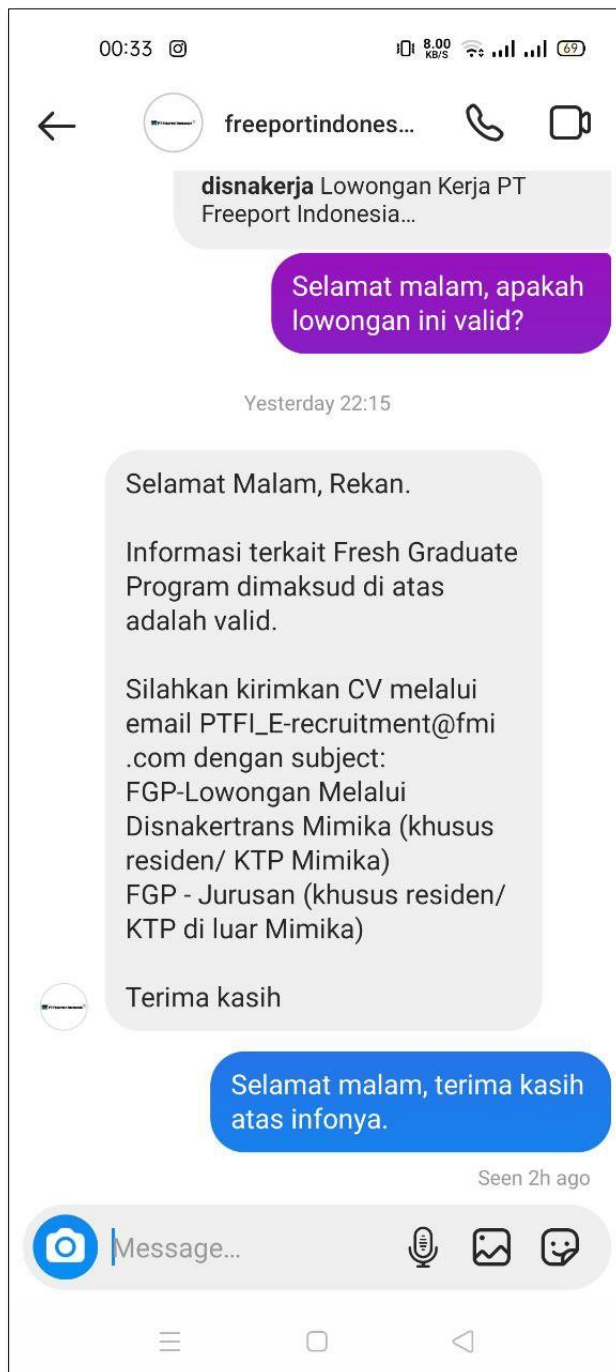 00:33
8.00
KB/S
69
freeportindones...
disnakerja Lowongan Kerja PT
Freeport Indonesia...
Selamat malam, apakah
lowongan ini valid?
Yesterday 22:15
Selamat Malam, Rekan.
Informasi terkait Fresh Graduate
Program dimaksud di atas
adalah valid.
Silahkan kirimkan CV melalui
email PTFI_E-recruitment@fmi
.com dengan subject:
FGP-Lowongan Melalui
Disnakertrans Mimika (khusus
residen/ KTP Mimika)
FGP - Jurusan (khusus residen/
KTP di luar Mimika)
Terima kasih
Selamat malam, terima kasih
atas infonya.
Seen 2h ago
Message...